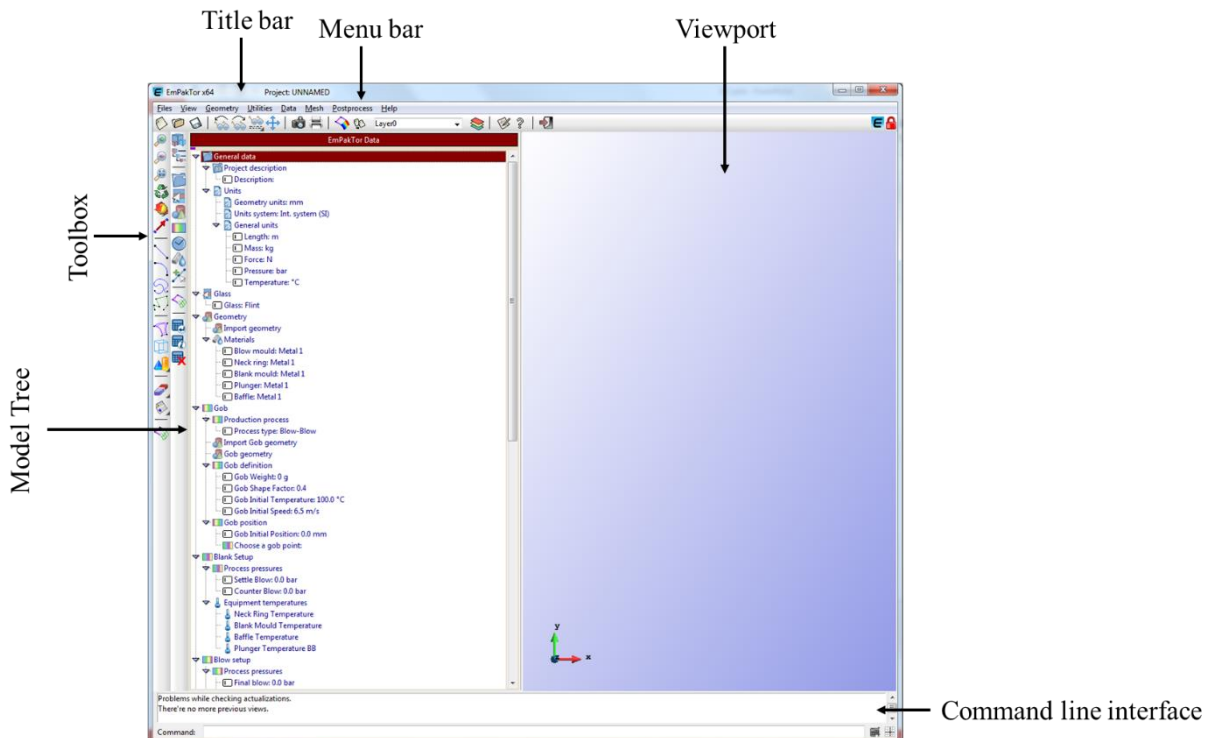 Title bar
Menu bar
Viewport
EmPakTor x64 Project: UNNAMED
Files View Geometry Utilities Data Mesh Postprocess Help
Layer0
EmPakTor Data
General data
Project description
Description:
Units
Geometry units: mm
Units system: Int. system (SI)
General units
Length: m
Mass: kg
Force: N
Pressure: bar
Temperature: °C
Glass
Glass: Flint
Geometry
Import geometry
Materials
Blow mould: Metal 1
Neck ring: Metal 1
Blank mould: Metal 1
Plunger: Metal 1
Baffle: Metal 1
Gob
Production process
Process type: Blow-Blow
Import Gob geometry
Gob geometry
Gob definition
Gob Weight: 0 g
Gob Shape Factor: 0.4
Gob Initial Temperature: 100.0 °C
Gob Initial Speed: 6.5 m/s
Gob position
Gob Initial Position: 0.0 mm
Choose a gob point:
Blank Setup
Process pressures
Settle Blow: 0.0 bar
Counter Blow: 0.0 bar
Equipment temperatures
Neck Ring Temperature
Blank Mould Temperature
Baffle Temperature
Plunger Temperature BB
Blow setup
Process pressures
Final blow: 0.0 bar
Toolbox
Model Tree
y
x
Problems while checking actualizations.
There're no more previous views.
Command:
Command line interface